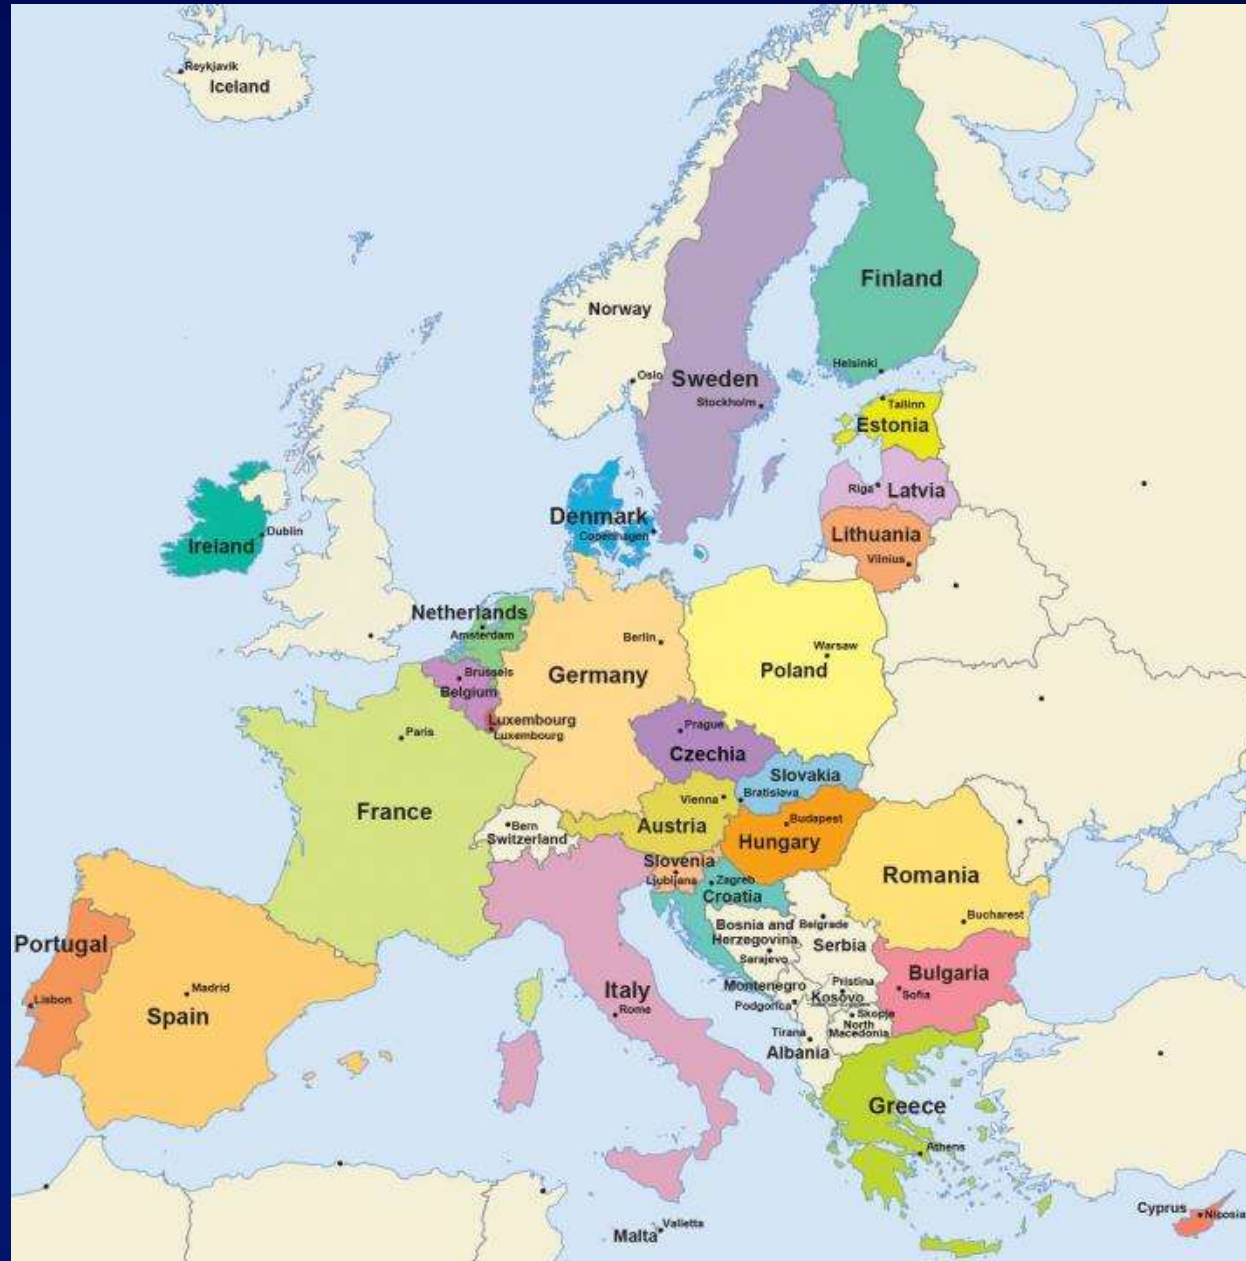 Reykjavik
Iceland
Finland
Norway
Helsinki
Oslo
Sweden
Stockholm
Tallinn
Estonia
Riga
Latvia
Denmark
Copenhagen
Dublin
Ireland
Lithuania
Vilnius
Netherlands
Amsterdam
Berlin
Warsaw
Poland
Germany
Brussels
Belgium
Luxembourg
Luxembourg
Paris
Prague
Czechia
Slovakia
Bratislava
Vienna
France
Bern
Switzerland
Austria
Budapest
Hungary
Slovenia
Ljubljana
Zagreb
Croatia
Romania
Bucharest
Bosnia and
Herzegovina
Sarajevo
Belgrade
Serbia
Portugal
Lisbon
Madrid
Spain
Italy
Rome
Montenegro
Podgorica
Pristina
Kosovo
Bulgaria
Sofia
Skopje
North
Macedonia
Tirana
Albania
Greece
Athens
Cyprus
Nicosia
Valletta
Malta